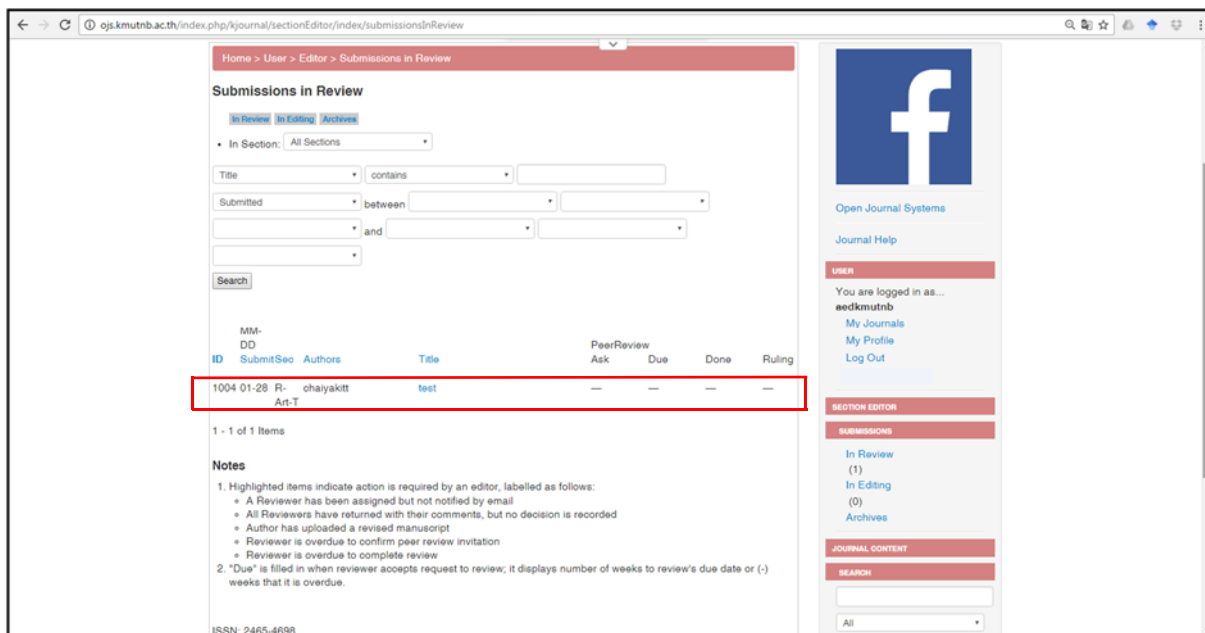 ojs.kmutnb.ac.th/index.php/kjournal/sectionEditor/index/submissionsInReview
Home > User > Editor > Submissions in Review
Submissions in Review
In Review In Editing Archives
• In Section: All Sections
Title contains
Submitted between
and
Search
MM-
DD PeerReview
ID Submit Sec Authors Title Ask Due Done Ruling
1004 01-28 R- chaiyakitt test — — — —
Art-T
1 - 1 of 1 Items
Notes
1. Highlighted items indicate action is required by an editor, labelled as follows:
A Reviewer has been assigned but not notified by email
All Reviewers have returned with their comments, but no decision is recorded
Author has uploaded a revised manuscript
Reviewer is overdue to confirm peer review invitation
Reviewer is overdue to complete review
2. "Due" is filled in when reviewer accepts request to review; it displays number of weeks to review's due date or (-)
weeks that it is overdue.
ISSN: 2465-4698
f
Open Journal Systems
Journal Help
USER
You are logged in as...
aedkmutnb
My Journals
My Profile
Log Out
SECTION EDITOR
SUBMISSIONS
In Review
(1)
In Editing
(0)
Archives
JOURNAL CONTENT
SEARCH
All